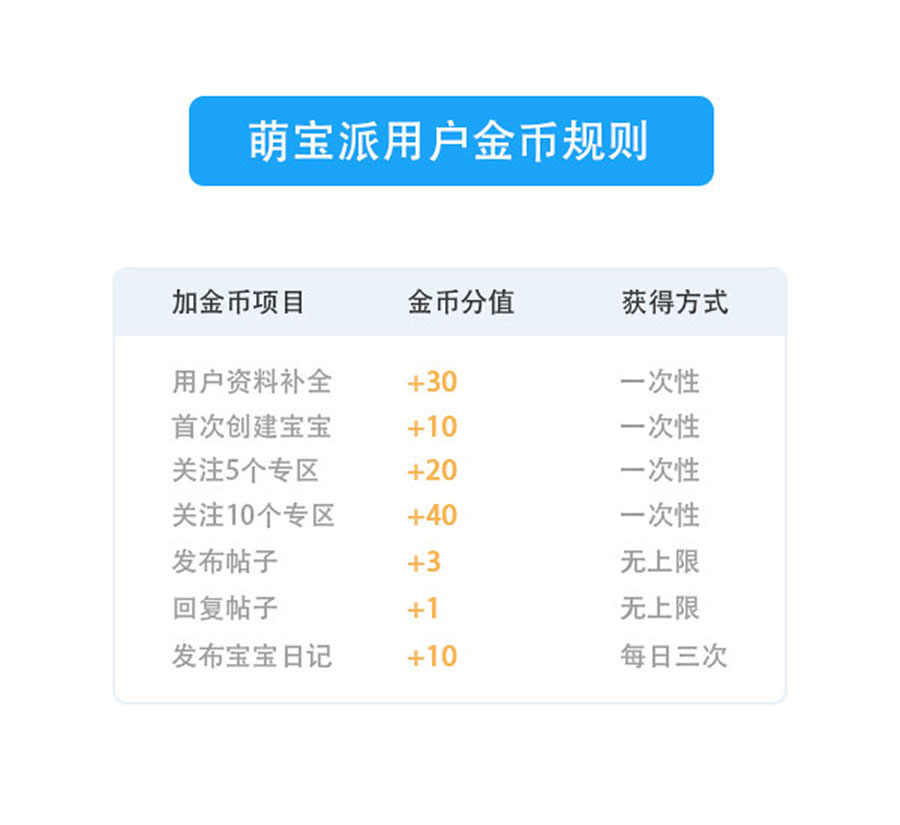 萌宝派用户金币规则
加金币项目 金币分值 获得方式
用户资料补全 +30 一次性
首次创建宝宝 +10 一次性
关注5个专区 +20 一次性
关注10个专区 +40 一次性
发布帖子 +3 无上限
回复帖子 +1 无上限
发布宝宝日记 +10 每日三次